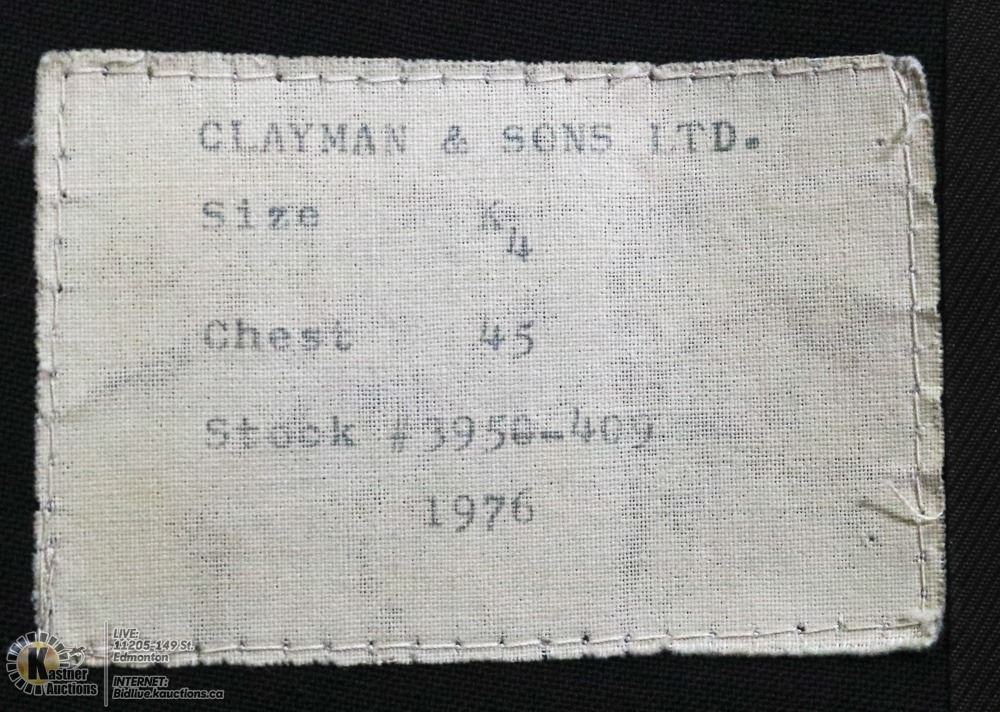 CLAYMAN & SONS LTD.
Size K4
Chest 45
Stock #3950-409
1976
Kastner
Auctions
LIVE:
11205-149 St.
Edmonton
INTERNET:
Bidlive.kauctions.ca